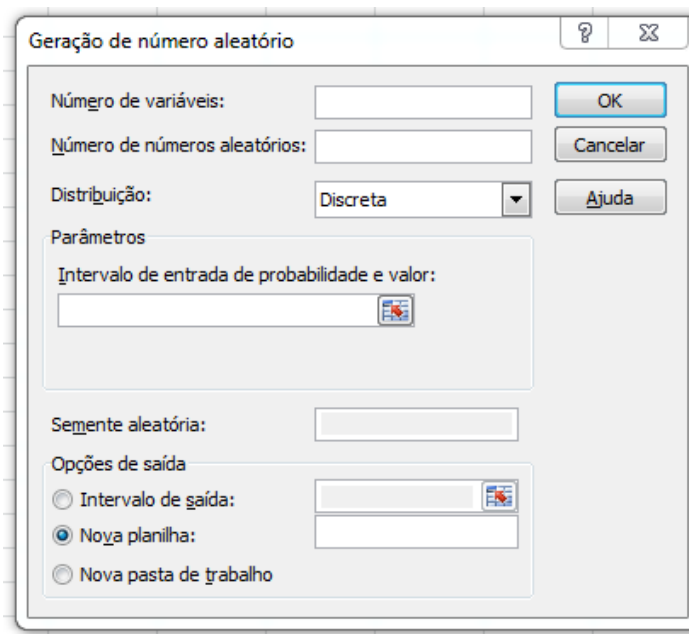 Geração de número aleatório
Número de variáveis:
OK
Número de números aleatórios:
Cancelar
Distribuição:
Discreta
Ajuda
Parâmetros
Intervalo de entrada de probabilidade e valor:
Semente aleatória:
Opções de saída
Intervalo de saída:
Nova planilha:
Nova pasta de trabalho